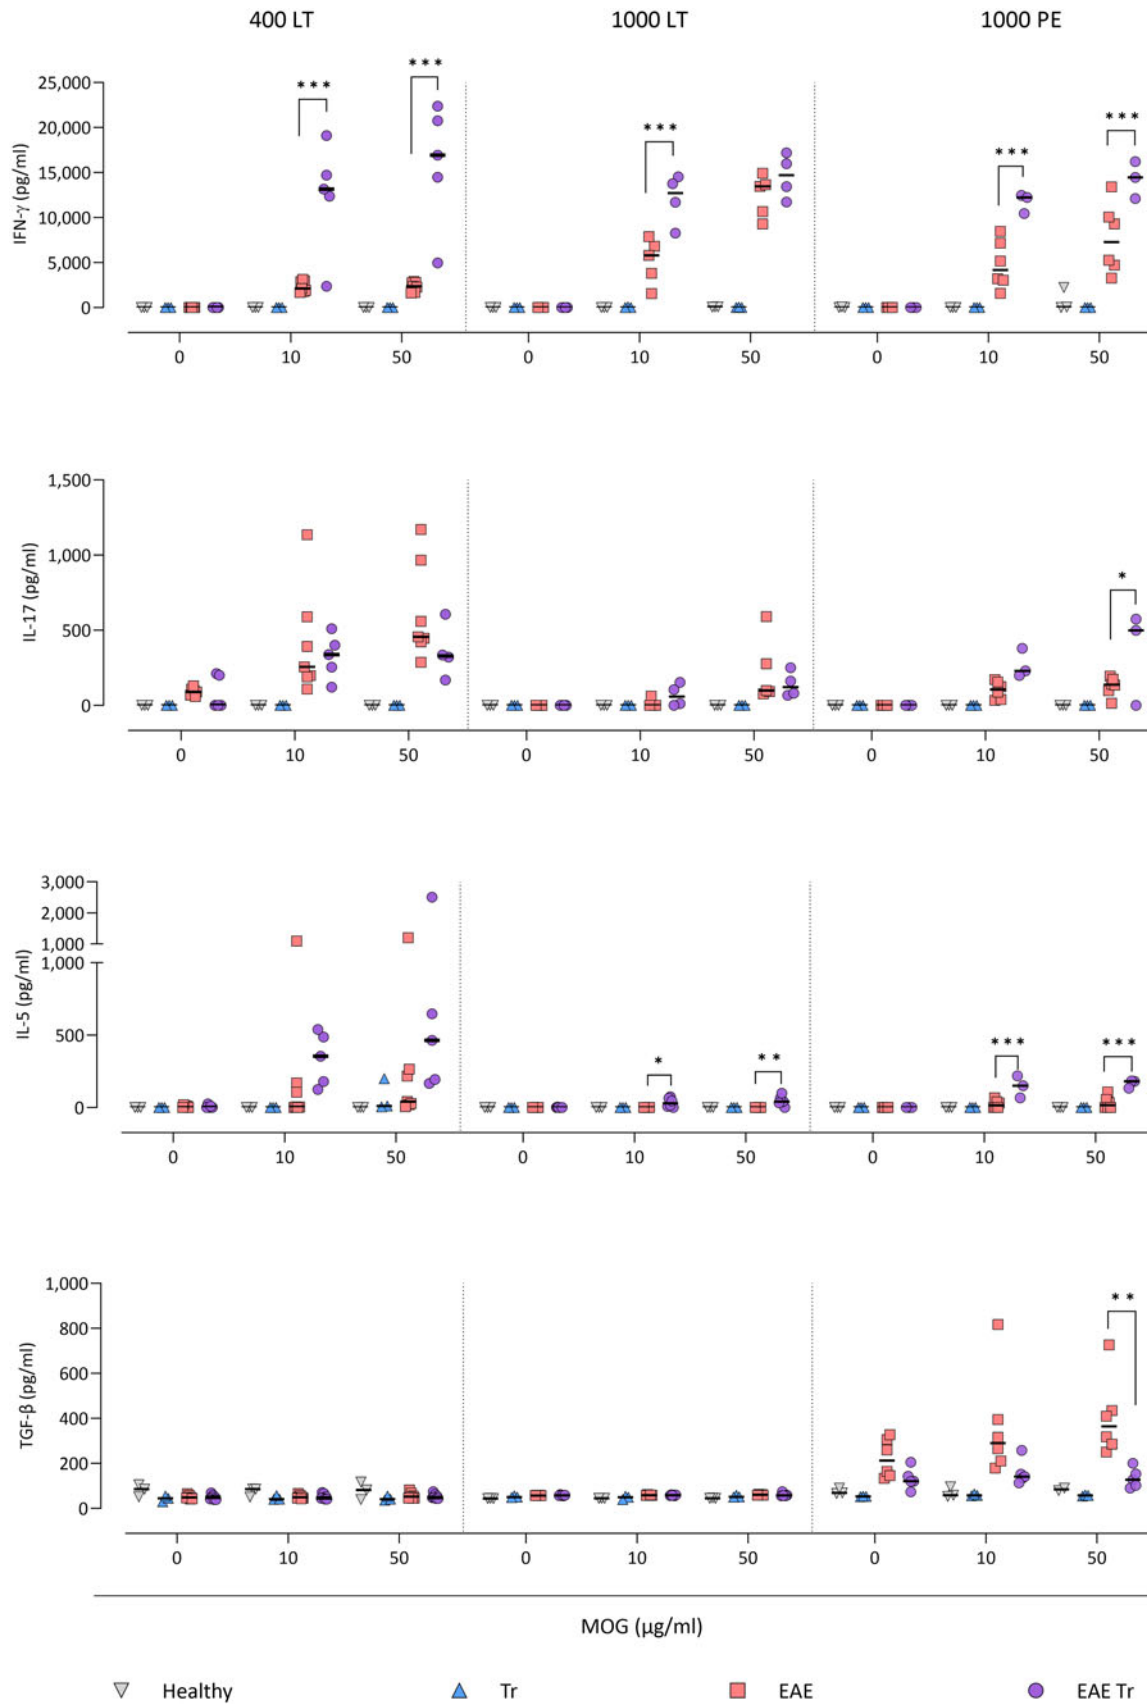 400 LT 1000 LT 1000 PE
IFN-γ (pg/ml)
25,000
20,000
15,000
10,000
5,000
0
*** *** *** *** ***
0 10 50 0 10 50 0 10 50
IL-17 (pg/ml)
1,500
1,000
500
0
*
0 10 50 0 10 50 0 10 50
IL-5 (pg/ml)
3,000
2,000
1,000
1,000
500
0
* ** *** ***
0 10 50 0 10 50 0 10 50
TGF-β (pg/ml)
1,000
800
600
400
200
0
**
0 10 50 0 10 50 0 10 50
MOG (μg/ml)
Healthy Tr EAE EAE Tr